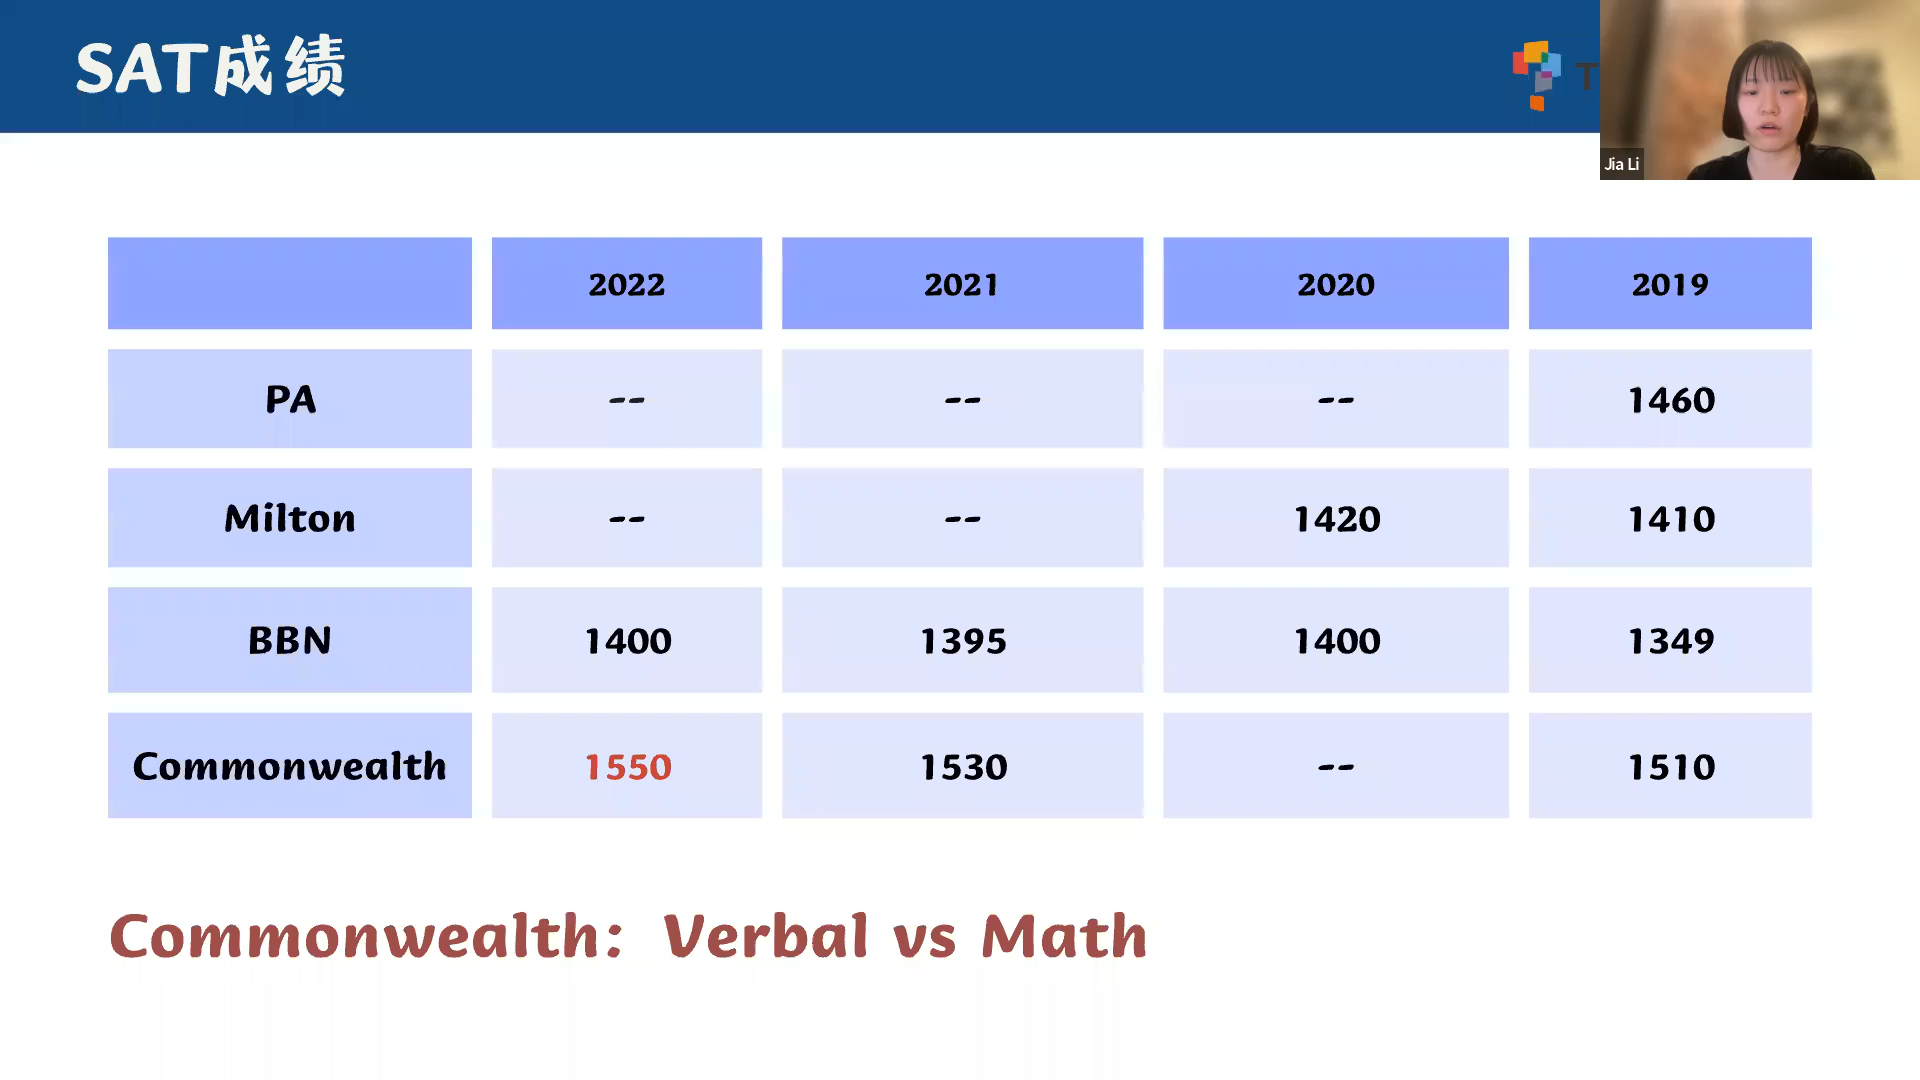 SAT成绩
T
Jia Li
2022 2021 2020 2019
PA -- -- -- 1460
Milton -- -- 1420 1410
BBN 1400 1395 1400 1349
Commonwealth 1550 1530 -- 1510
Commonwealth: Verbal vs Math